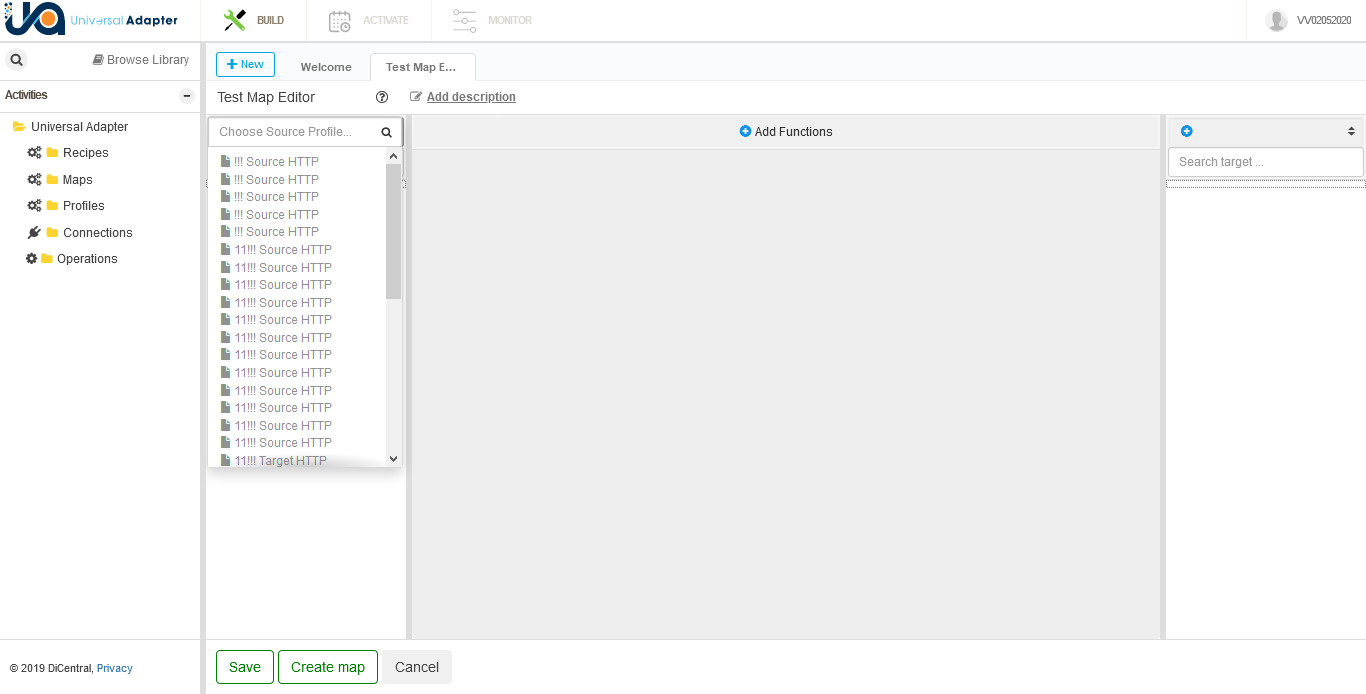 Universal Adapter
BUILD
ACTIVATE
MONITOR
VV02052020
Browse Library
New
Welcome
Test Map E...
Activities
Test Map Editor
Add description
Universal Adapter
Recipes
Maps
Profiles
Connections
Operations
Choose Source Profile...
!!! Source HTTP
!!! Source HTTP
!!! Source HTTP
!!! Source HTTP
!!! Source HTTP
11!!! Source HTTP
11!!! Source HTTP
11!!! Source HTTP
11!!! Source HTTP
11!!! Source HTTP
11!!! Source HTTP
11!!! Source HTTP
11!!! Source HTTP
11!!! Source HTTP
11!!! Source HTTP
11!!! Source HTTP
11!!! Source HTTP
11!!! Target HTTP
Add Functions
Search target ...
© 2019 DiCentral, Privacy
Save
Create map
Cancel